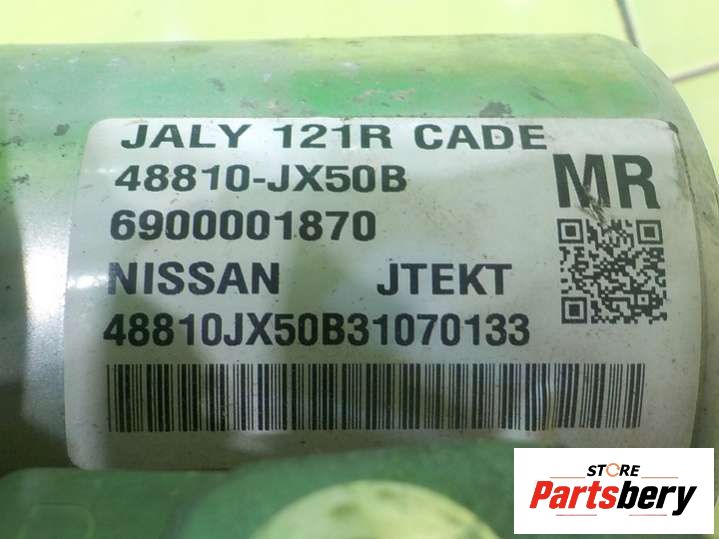 JALY 121R CADE
48810-JX50B
MR
6900001870
NISSAN JTEKT
48810JX50B31070133
STORE
Partsbery